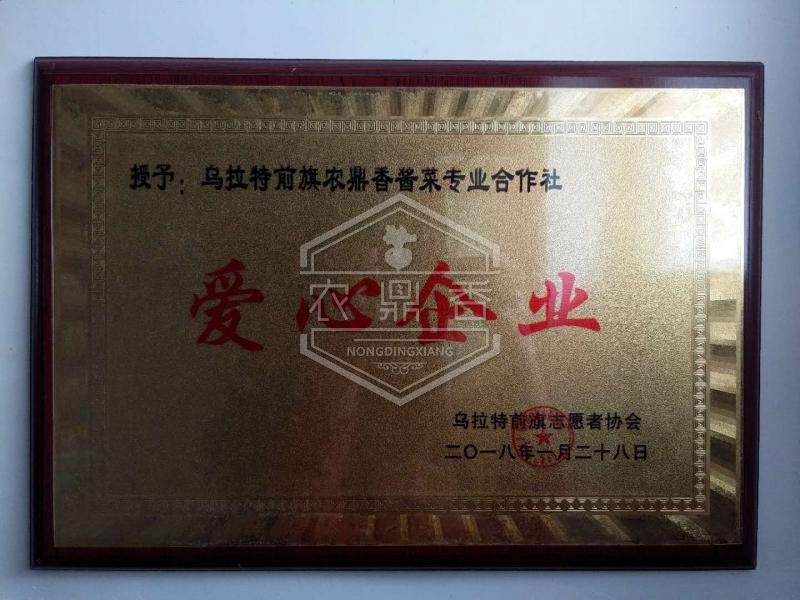 授予：乌拉特前旗农鼎香酱菜专业合作社
爱心企业
农鼎香
NONGDINGXIANG
乌拉特前旗志愿者协会
二〇一八年一月二十八日